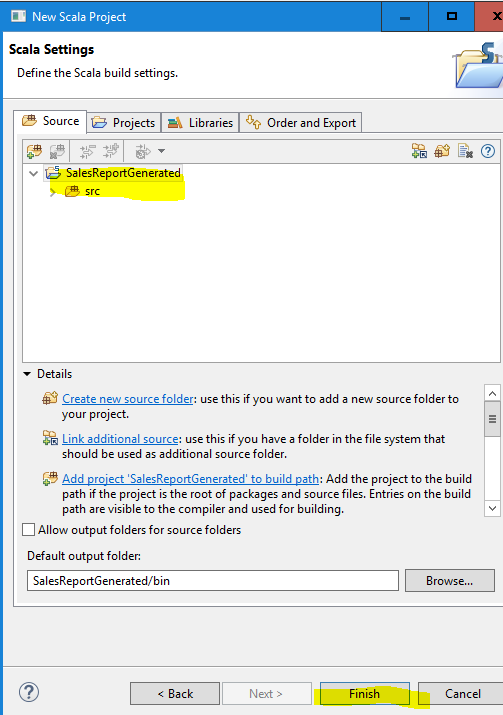 New Scala Project
Scala Settings
Define the Scala build settings.
Source
Projects
Libraries
Order and Export
SalesReportGenerated
src
Details
Create new source folder: use this if you want to add a new source folder to
your project.
Link additional source: use this if you have a folder in the file system that
should be used as additional source folder.
Add project 'SalesReportGenerated' to build path: Add the project to the build
path if the project is the root of packages and source files. Entries on the build
path are visible to the compiler and used for building.
Allow output folders for source folders
Default output folder:
SalesReportGenerated/bin
Browse...
< Back
Next >
Finish
Cancel